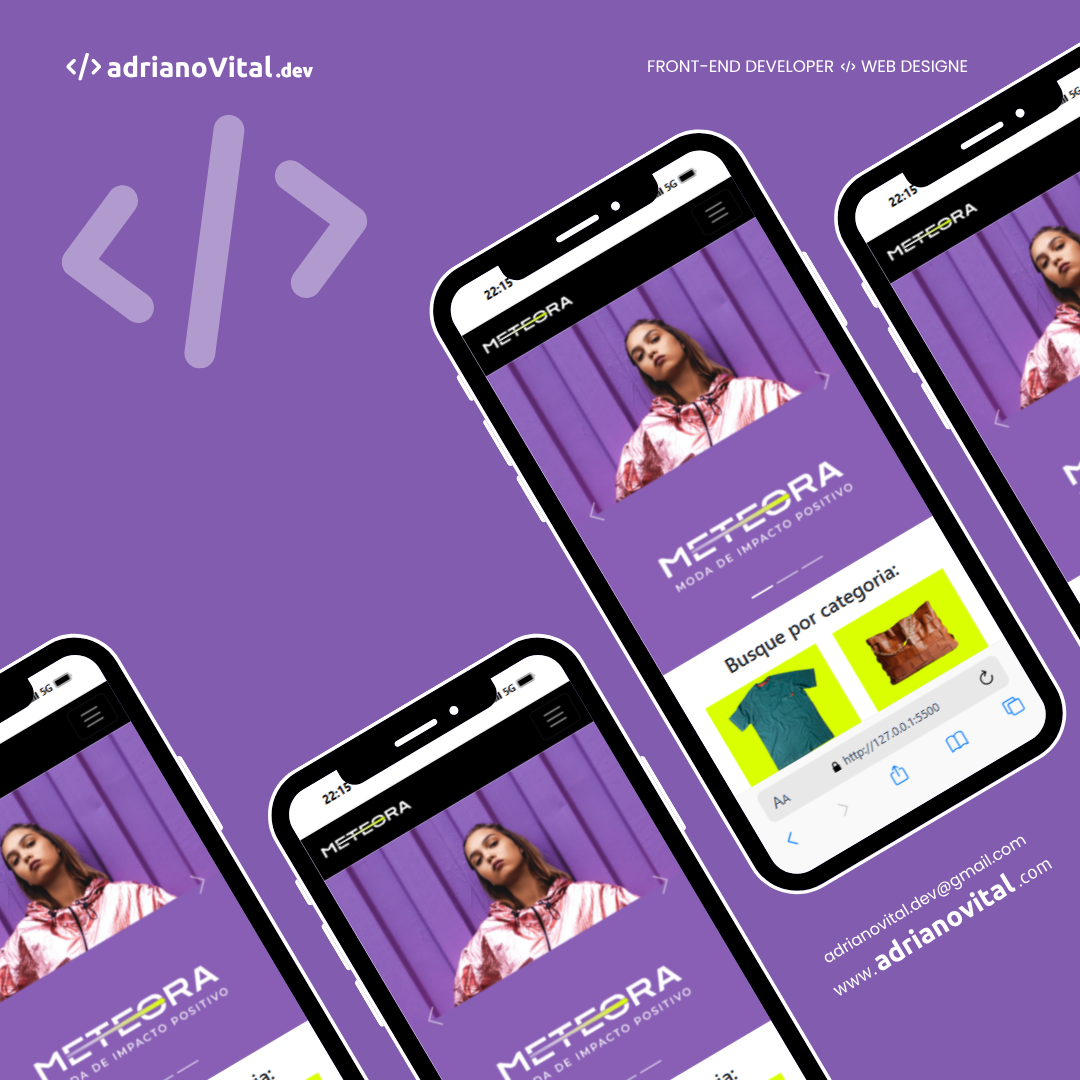 </> adrianoVital.dev
FRONT-END DEVELOPER </> WEB DESIGNE
</>
5G
22:15
5G
METEORA
22:15
METEORA
METEORA
MODA DE IMPACTO POSITIVO
Busque por categoria:
http://127.0.0.1:5500
AA
5G
5G
22:15
METEORA
METEORA
DA DE IMPACTO POSITIVO
METEORA
MODA DE IMPACTO POSITIVO
adrianovital.dev@gmail.com
www.adrianovital.com